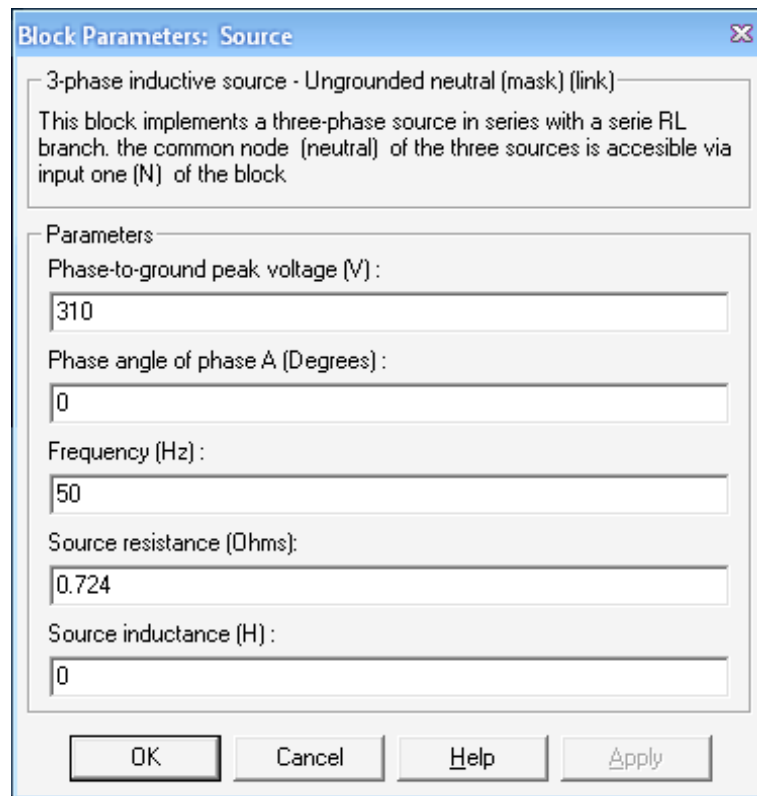 Block Parameters: Source
3-phase inductive source - Ungrounded neutral (mask) (link)
This block implements a three-phase source in series with a serie RL
branch. the common node (neutral) of the three sources is accesible via
input one (N) of the block
Parameters
Phase-to-ground peak voltage (V) :
310
Phase angle of phase A (Degrees) :
0
Frequency (Hz) :
50
Source resistance (Ohms):
0.724
Source inductance (H) :
0
OK Cancel Help Apply